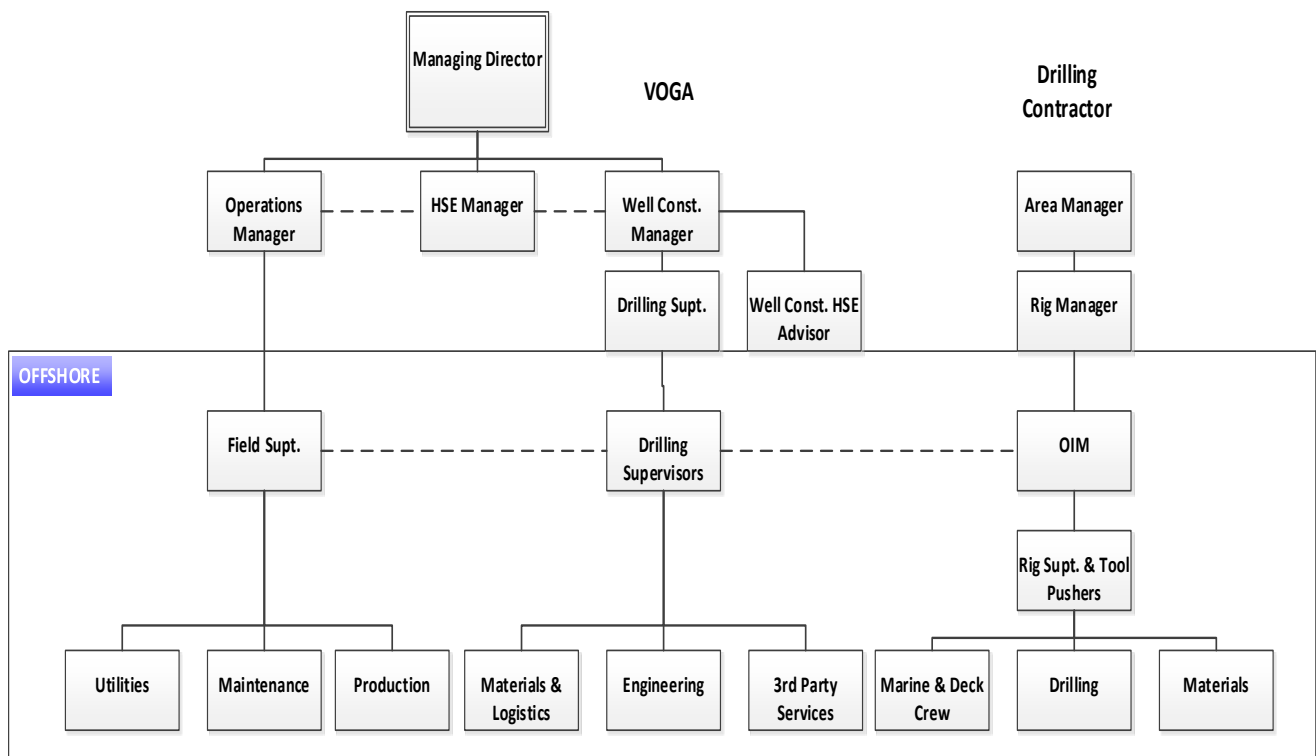 Managing Director
VOGA
Drilling
Contractor
Operations
Manager
HSE Manager
Well Const.
Manager
Area Manager
Drilling Supt.
Well Const. HSE
Advisor
Rig Manager
OFFSHORE
Field Supt.
Drilling
Supervisors
OIM
Rig Supt. & Tool
Pushers
Utilities
Maintenance
Production
Materials &
Logistics
Engineering
3rd Party
Services
Marine & Deck
Crew
Drilling
Materials